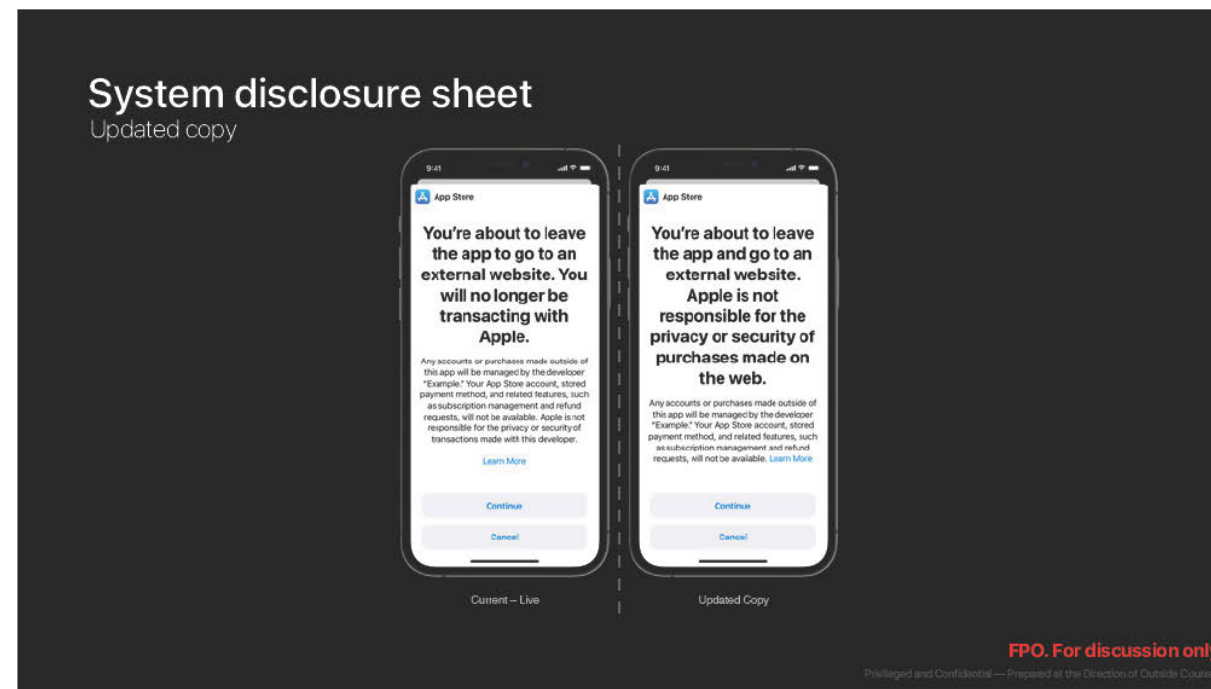 System disclosure sheet
Updated copy
9:41
App Store
You're about to leave
the app to go to an
external website. You
will no longer be
transacting with
Apple.
Any accounts or purchases made outside of
this app will be managed by the developer
"Example." Your App Store account, stored
payment method, and related features, such
as subscription management and refund
requests, will not be available. Apple is not
responsible for the privacy or security of
transactions made with this developer.
Learn More
Continue
Cancel
Current – Live
9:41
App Store
You're about to leave
the app and go to an
external website.
Apple is not
responsible for the
privacy or security of
purchases made on
the web.
Any accounts or purchases made outside of
this app will be managed by the developer
"Example." Your App Store account, stored
payment method, and related features, such
as subscription management and refund
requests, will not be available. Learn More
Continue
Cancel
Updated Copy
FPO. For discussion onl
Privileged and Confidential — Prepared at the Direction of Outside Coun